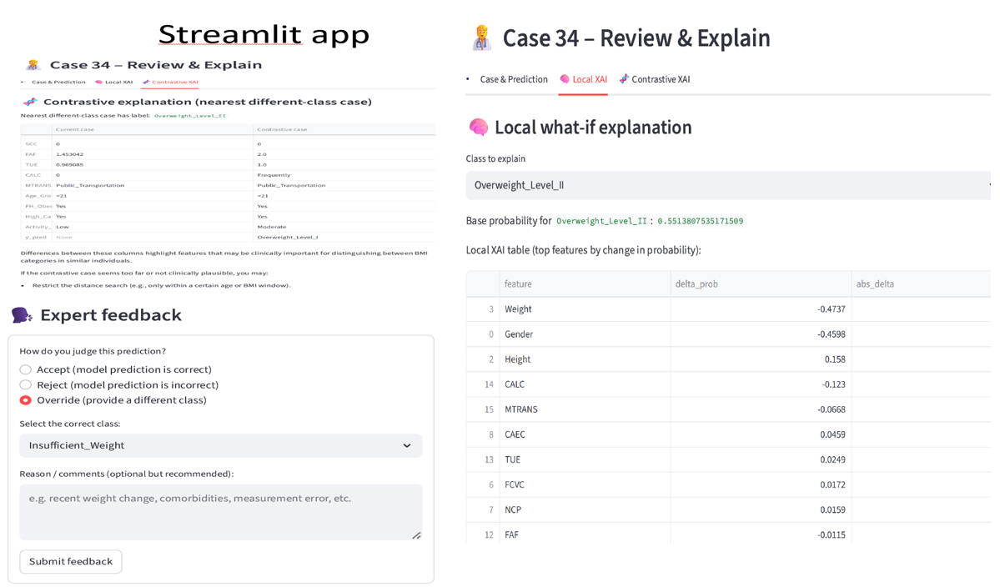 Streamlit app
Case 34 – Review & Explain
• Case & Prediction Local XAI Contrastive XAI
Contrastive explanation (nearest different-class case)
Nearest different-class case has label: Overweight_Level_II
Current case Contrastive case
SCC 0 0
FAF 1.453042 2.0
TUE 0.969085 1.0
CALC 0 Frequently
MTRANS Public_Transportation Public_Transportation
Age_Gro <21 <21
FH_Obes Yes Yes
High_Ca Yes Yes
Activity_ Low Moderate
y_pred None Overweight_Level_I
Differences between these columns highlight features that may be clinically important for distinguishing between BMI
categories in similar individuals.
If the contrastive case seems too far or not clinically plausible, you may:
• Restrict the distance search (e.g., only within a certain age or BMI window).
Expert feedback
How do you judge this prediction?
Accept (model prediction is correct)
Reject (model prediction is incorrect)
Override (provide a different class)
Select the correct class:
Insufficient_Weight
Reason / comments (optional but recommended):
e.g. recent weight change, comorbidities, measurement error, etc.
Submit feedback
Case 34 – Review & Explain
• Case & Prediction Local XAI Contrastive XAI
Local what-if explanation
Class to explain
Overweight_Level_II
Base probability for Overweight_Level_II : 0.5513807535171509
Local XAI table (top features by change in probability):
feature delta_prob abs_delta
3 Weight -0.4737
0 Gender -0.4598
2 Height 0.158
14 CALC -0.123
15 MTRANS -0.0668
8 CAEC 0.0459
13 TUE 0.0249
6 FCVC 0.0172
7 NCP 0.0159
12 FAF -0.0115